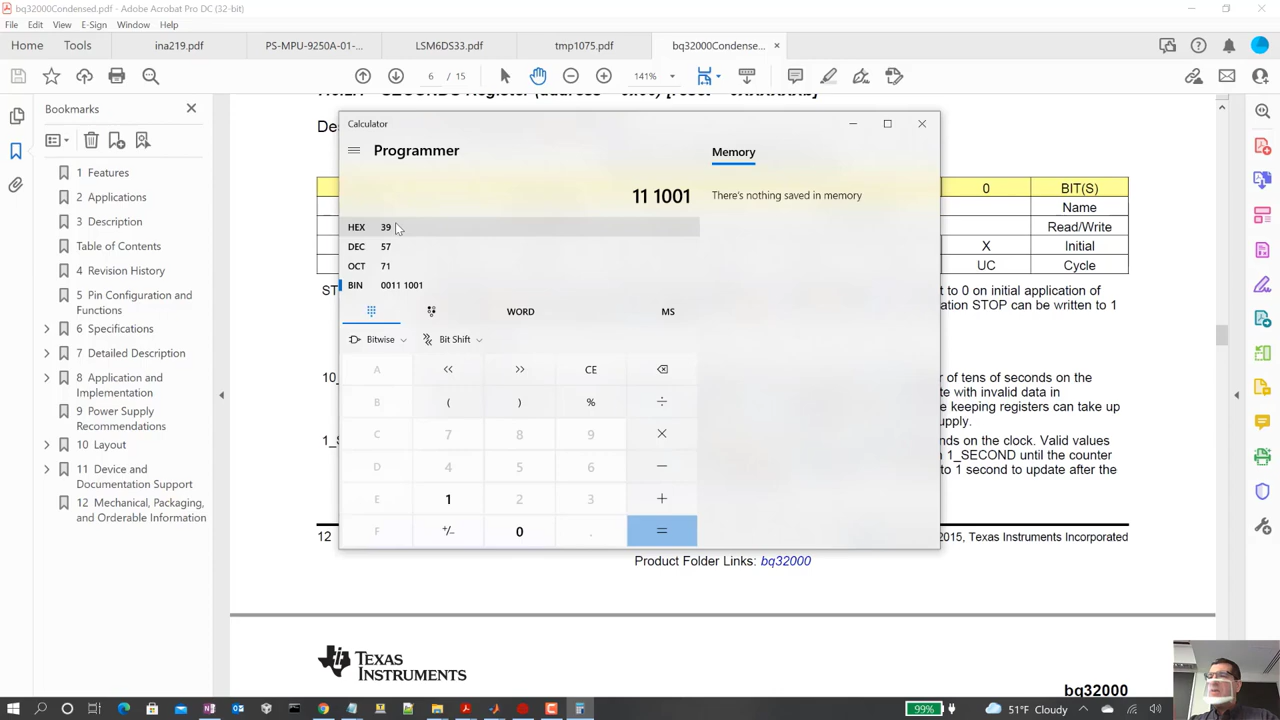 bq32000Condensed.pdf - Adobe Acrobat Pro DC (32-bit)
File Edit View E-Sign Window Help
Home Tools ina219.pdf PS-MPU-9250A-01-... LSM6DS33.pdf tmp1075.pdf bq32000Condense... ×
6 / 15 141%
Bookmarks
1 Features
2 Applications
3 Description
Table of Contents
4 Revision History
5 Pin Configuration and
Functions
6 Specifications
7 Detailed Description
8 Application and
Implementation
9 Power Supply
Recommendations
10 Layout
11 Device and
Documentation Support
12 Mechanical, Packaging,
and Orderable Information
De
Calculator
Programmer
Memory
11 1001
There's nothing saved in memory
HEX 39
DEC 57
OCT 71
BIN 0011 1001
WORD MS
Bitwise Bit Shift
A << >> CE
B ( ) % ÷
C 7 8 9 ×
D 4 5 6 −
E 1 2 3 +
F +/− 0 . =
0 BIT(S)
Name
Read/Write
X Initial
UC Cycle
ST
t to 0 on initial application of
ation STOP can be written to 1
10_
r of tens of seconds on the
te with invalid data in
e keeping registers can take up
pply.
1_S
nds on the clock. Valid values
n 1_SECOND until the counter
to 1 second to update after the
12
2015, Texas Instruments Incorporated
Product Folder Links: bq32000
TEXAS
INSTRUMENTS
bq32000
99% 51°F Cloudy